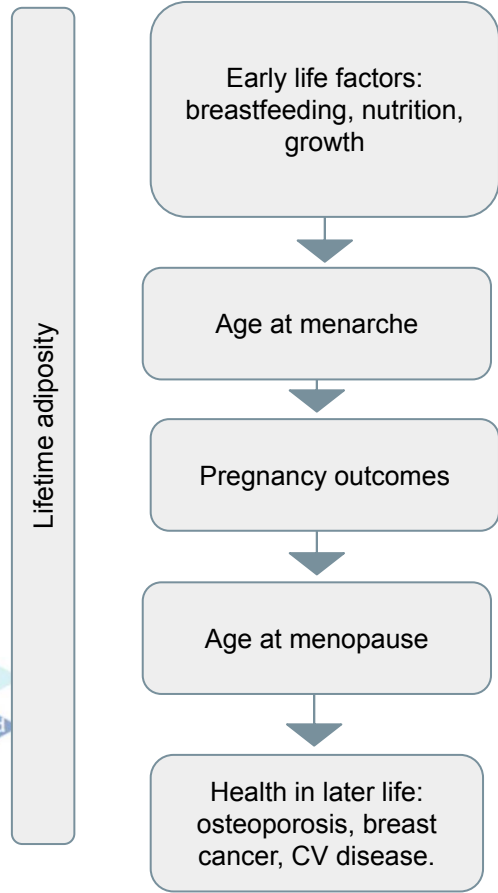 Early life factors:
breastfeeding, nutrition,
growth
Age at menarche
Pregnancy outcomes
Age at menopause
Health in later life:
osteoporosis, breast
cancer, CV disease.
Lifetime adiposity